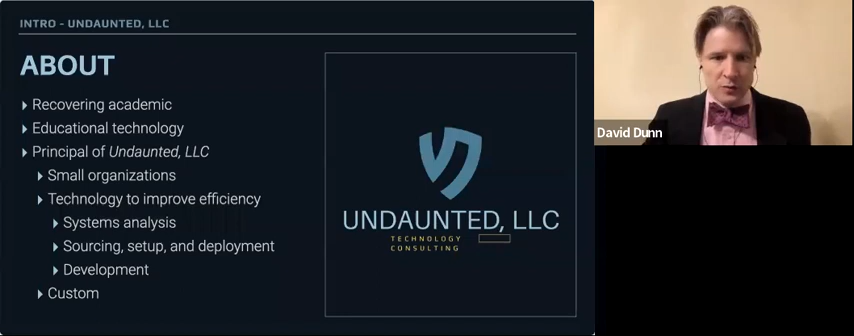 INTRO - UNDAUNTED, LLC
ABOUT
Recovering academic
Educational technology
Principal of Undaunted, LLC
Small organizations
Technology to improve efficiency
Systems analysis
Sourcing, setup, and deployment
Development
Custom
UNDAUNTED, LLC
TECHNOLOGY
CONSULTING
David Dunn